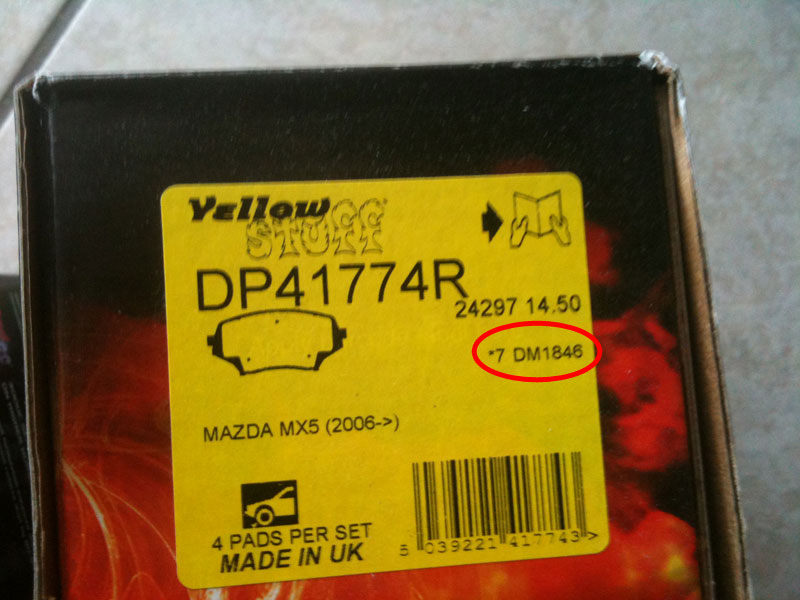 Yellow
STUFF
DP41774R
24297 14.50
*7 DM1846
MAZDA MX5 (2006->)
4 PADS PER SET
MADE IN UK
5 039221 417743 >